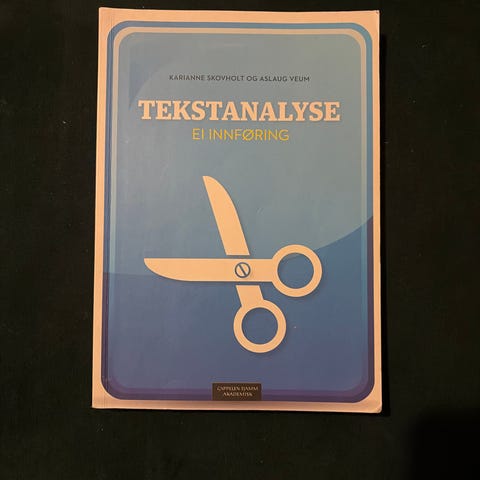 KARIANNE SKOVHOLT OG ASLAUG VEUM
TEKSTANALYSE
EI INNFØRING
CAPPELEN DAMM
AKADEMISK